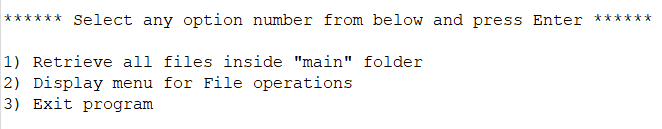 ****** Select any option number from below and press Enter ******
1) Retrieve all files inside "main" folder
2) Display menu for File operations
3) Exit program